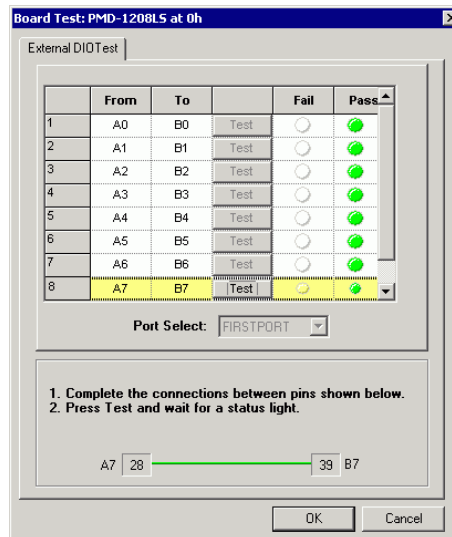 Board Test: PMD-1208LS at 0h
External DIOTest
From To Fail Pass
1 A0 B0 Test
2 A1 B1 Test
3 A2 B2 Test
4 A3 B3 Test
5 A4 B4 Test
6 A5 B5 Test
7 A6 B6 Test
8 A7 B7 Test
Port Select: FIRSTPORT
1. Complete the connections between pins shown below.
2. Press Test and wait for a status light.
A7 28 39 B7
OK Cancel